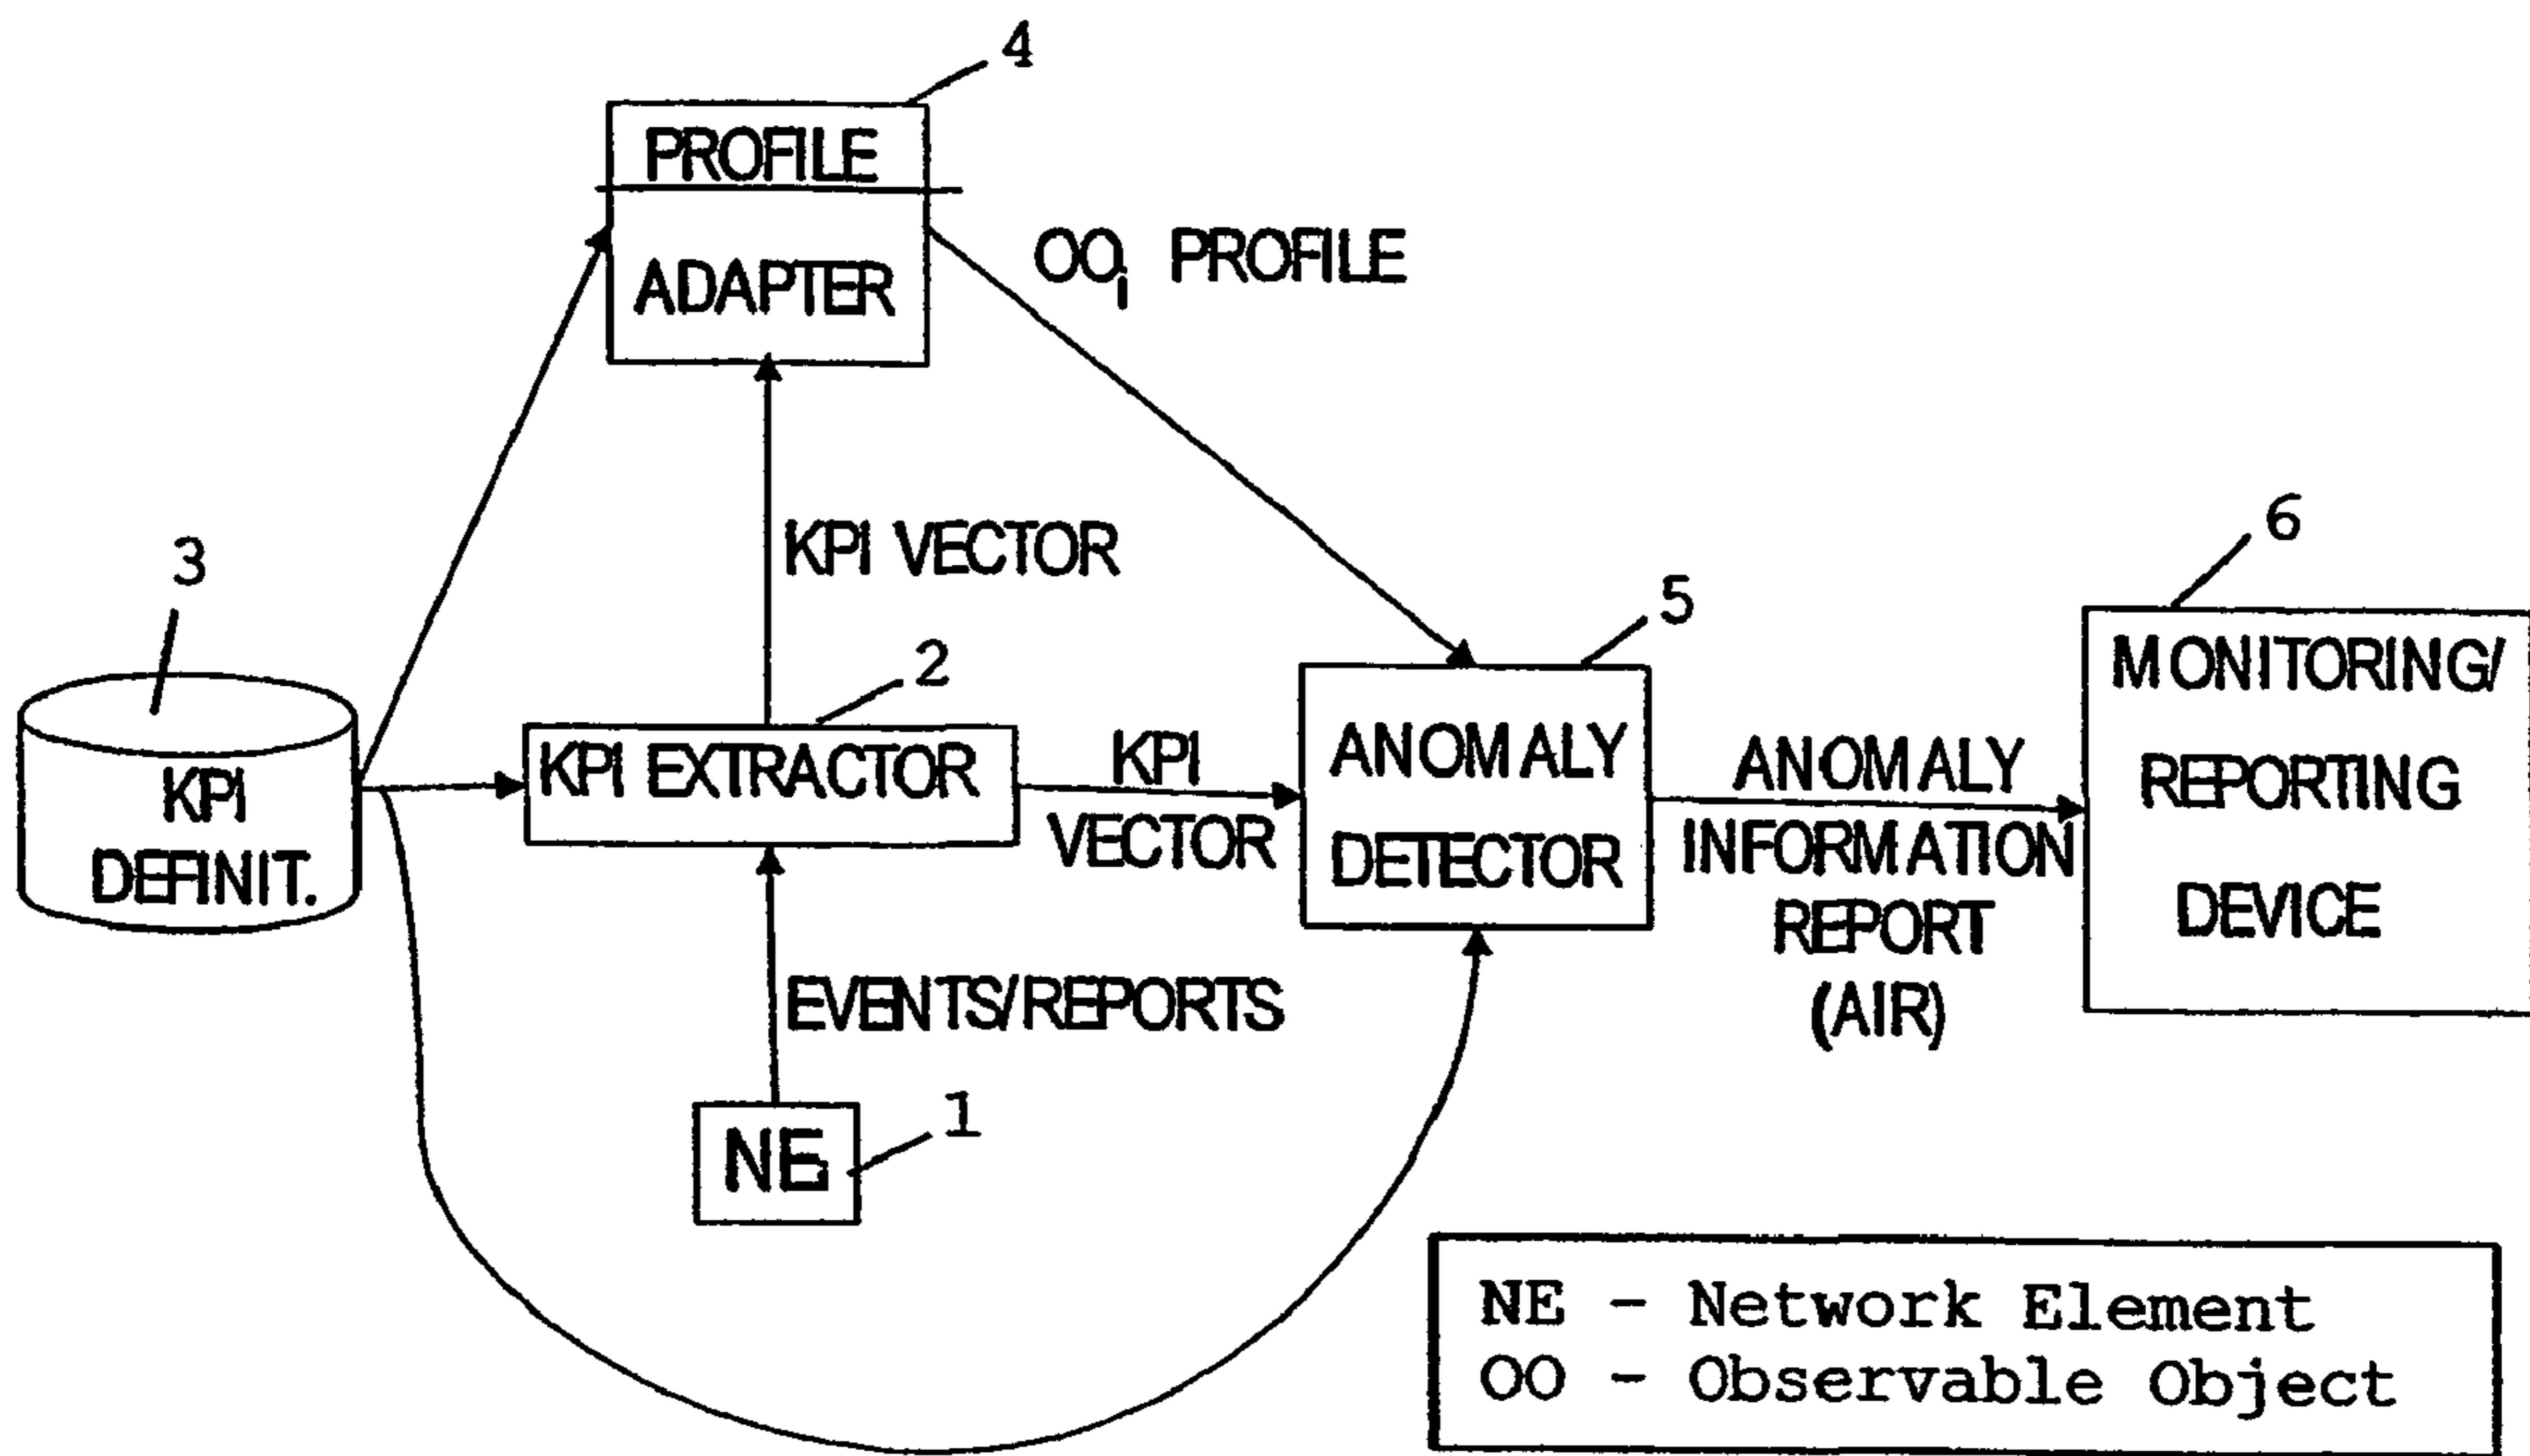 4
PROFILE
ADAPTER
OOi PROFILE
KPI VECTOR
3
2
5
6
KPI
DEFINIT.
KPI EXTRACTOR
KPI
VECTOR
ANOMALY
DETECTOR
ANOMALY
INFORMATION
REPORT
(AIR)
MONITORING/
REPORTING
DEVICE
EVENTS/REPORTS
NE
1
NE - Network Element
OO - Observable Object